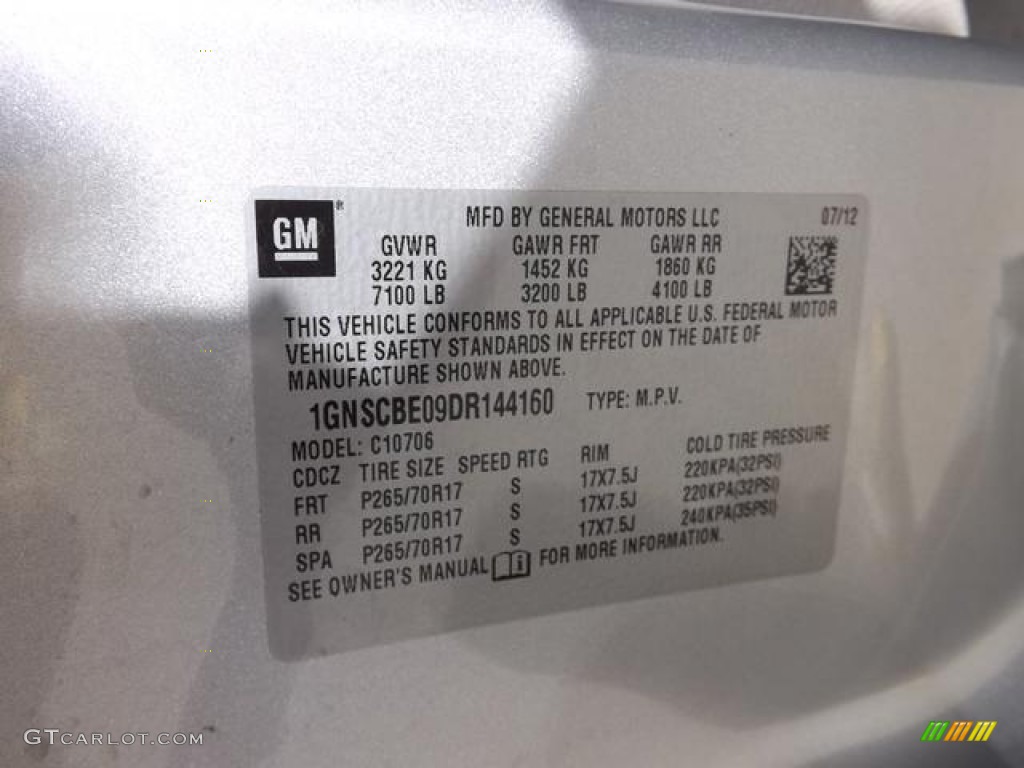 GM ® MFD BY GENERAL MOTORS LLC 07/12
GVWR GAWR FRT GAWR RR
3221 KG 1452 KG 1860 KG
7100 LB 3200 LB 4100 LB
THIS VEHICLE CONFORMS TO ALL APPLICABLE U.S. FEDERAL MOTOR
VEHICLE SAFETY STANDARDS IN EFFECT ON THE DATE OF
MANUFACTURE SHOWN ABOVE.
1GNSCBE09DR144160 TYPE: M.P.V.
MODEL: C10706
CDCZ TIRE SIZE SPEED RTG RIM COLD TIRE PRESSURE
FRT P265/70R17 S 17X7.5J 220KPA(32PSI)
RR P265/70R17 S 17X7.5J 220KPA(32PSI)
SPA P265/70R17 S 17X7.5J 240KPA(35PSI)
SEE OWNER'S MANUAL i FOR MORE INFORMATION.
GTCARLOT.COM